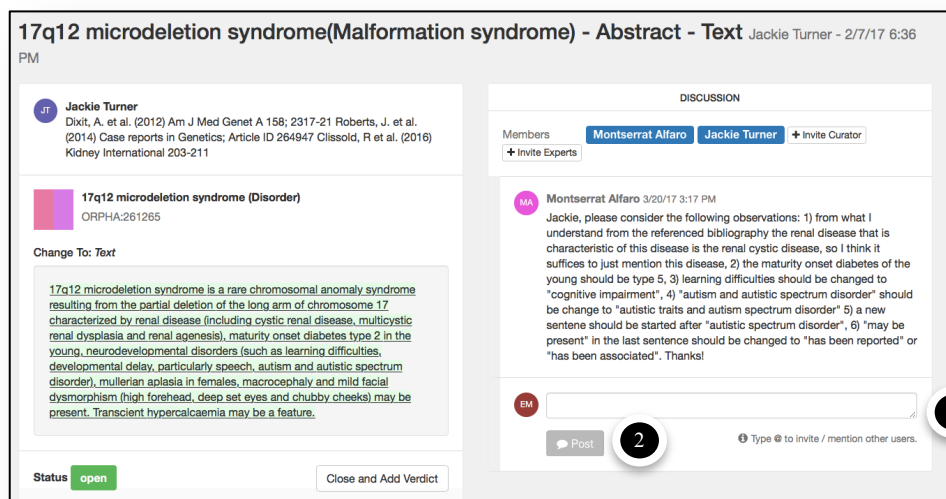 17q12 microdeletion syndrome(Malformation syndrome) - Abstract - Text Jackie Turner - 2/7/17 6:36
PM
JT
Jackie Turner
Dixit, A. et al. (2012) Am J Med Genet A 158; 2317-21 Roberts, J. et al.
(2014) Case reports in Genetics; Article ID 264947 Clissold, R et al. (2016)
Kidney International 203-211
17q12 microdeletion syndrome (Disorder)
ORPHA:261265
Change To: Text
17q12 microdeletion syndrome is a rare chromosomal anomaly syndrome
resulting from the partial deletion of the long arm of chromosome 17
characterized by renal disease (including cystic renal disease, multicystic
renal dysplasia and renal agenesis), maturity onset diabetes type 2 in the
young, neurodevelopmental disorders (such as learning difficulties,
developmental delay, particularly speech, autism and autistic spectrum
disorder), mullerian aplasia in females, macrocephaly and mild facial
dysmorphism (high forehead, deep set eyes and chubby cheeks) may be
present. Transient hypercalcaemia may be a feature.
Status open
Close and Add Verdict
DISCUSSION
Members Montserrat Alfaro Jackie Turner + Invite Curator
+ Invite Experts
MA
Montserrat Alfaro 3/20/17 3:17 PM
Jackie, please consider the following observations: 1) from what I
understand from the referenced bibliography the renal disease that is
characteristic of this disease is the renal cystic disease, so I think it
suffices to just mention this disease, 2) the maturity onset diabetes of the
young should be type 5, 3) learning difficulties should be changed to
"cognitive impairment", 4) "autism and autistic spectrum disorder" should
be change to "autistic traits and autism spectrum disorder" 5) a new
sentene should be started after "autistic spectrum disorder", 6) "may be
present" in the last sentence should be changed to "has been reported" or
"has been associated". Thanks!
EM
Post
2
Type @ to invite / mention other users.